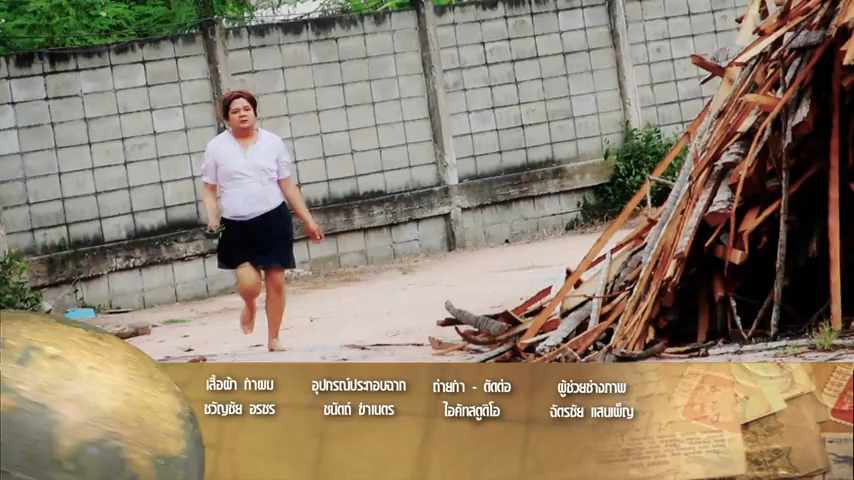 เสื้อผ้า ทำผม
ขวัญชัย อรชร
อุปกรณ์ประกอบฉาก
ชนัตถ์ ขำเนตร
ถ่ายทำ - ตัดต่อ
ไอคักสตูดิโอ
ผู้ช่วยช่างภาพ
ฉัตรชัย แสนเพ็ญ